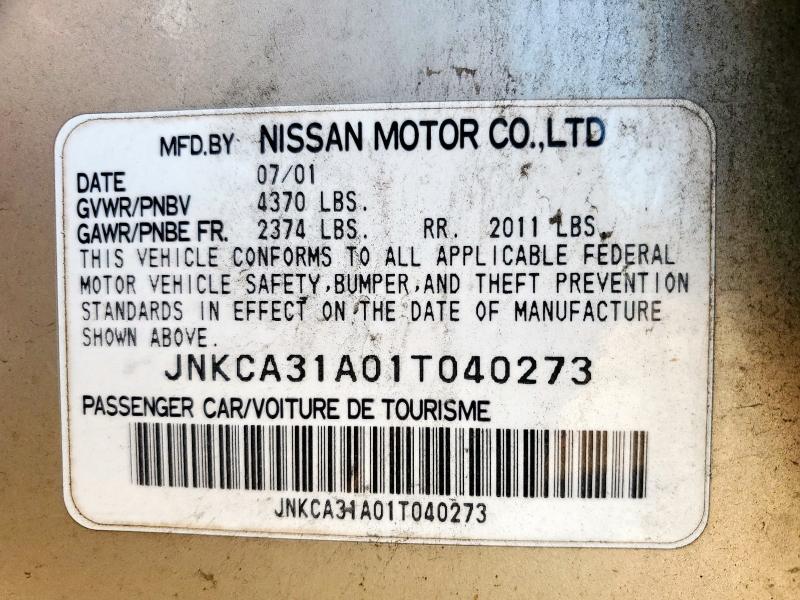 MFD.BY NISSAN MOTOR CO.,LTD
DATE 07/01
GVWR/PNBV 4370 LBS.
GAWR/PNBE FR. 2374 LBS. RR. 2011 LBS.
THIS VEHICLE CONFORMS TO ALL APPLICABLE FEDERAL
MOTOR VEHICLE SAFETY,BUMPER,AND THEFT PREVENTION
STANDARDS IN EFFECT ON THE DATE OF MANUFACTURE
SHOWN ABOVE.
JNKCA31A01T040273
PASSENGER CAR/VOITURE DE TOURISME
JNKCA31A01T040273